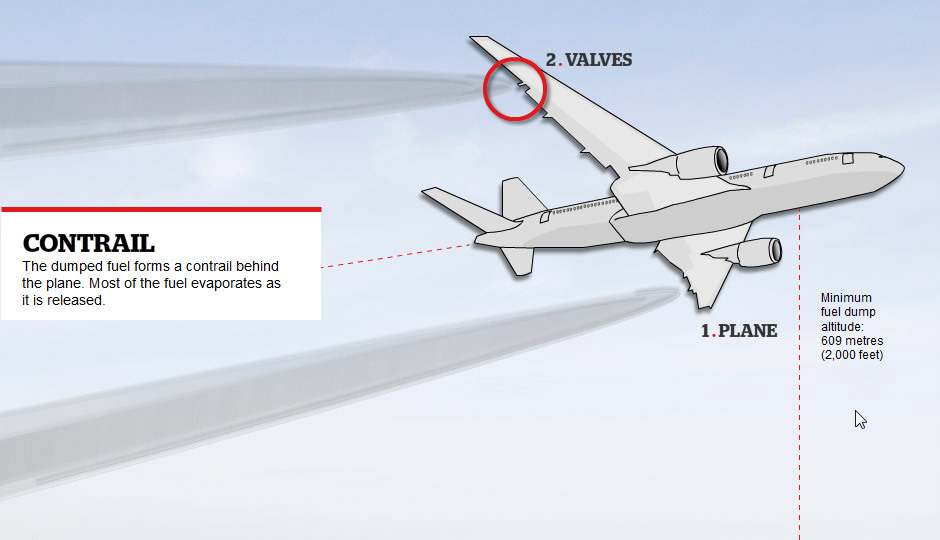 2.VALVES
CONTRAIL
The dumped fuel forms a contrail behind
the plane. Most of the fuel evaporates as
it is released.
Minimum
fuel dump
altitude:
609 metres
(2,000 feet)
1.PLANE